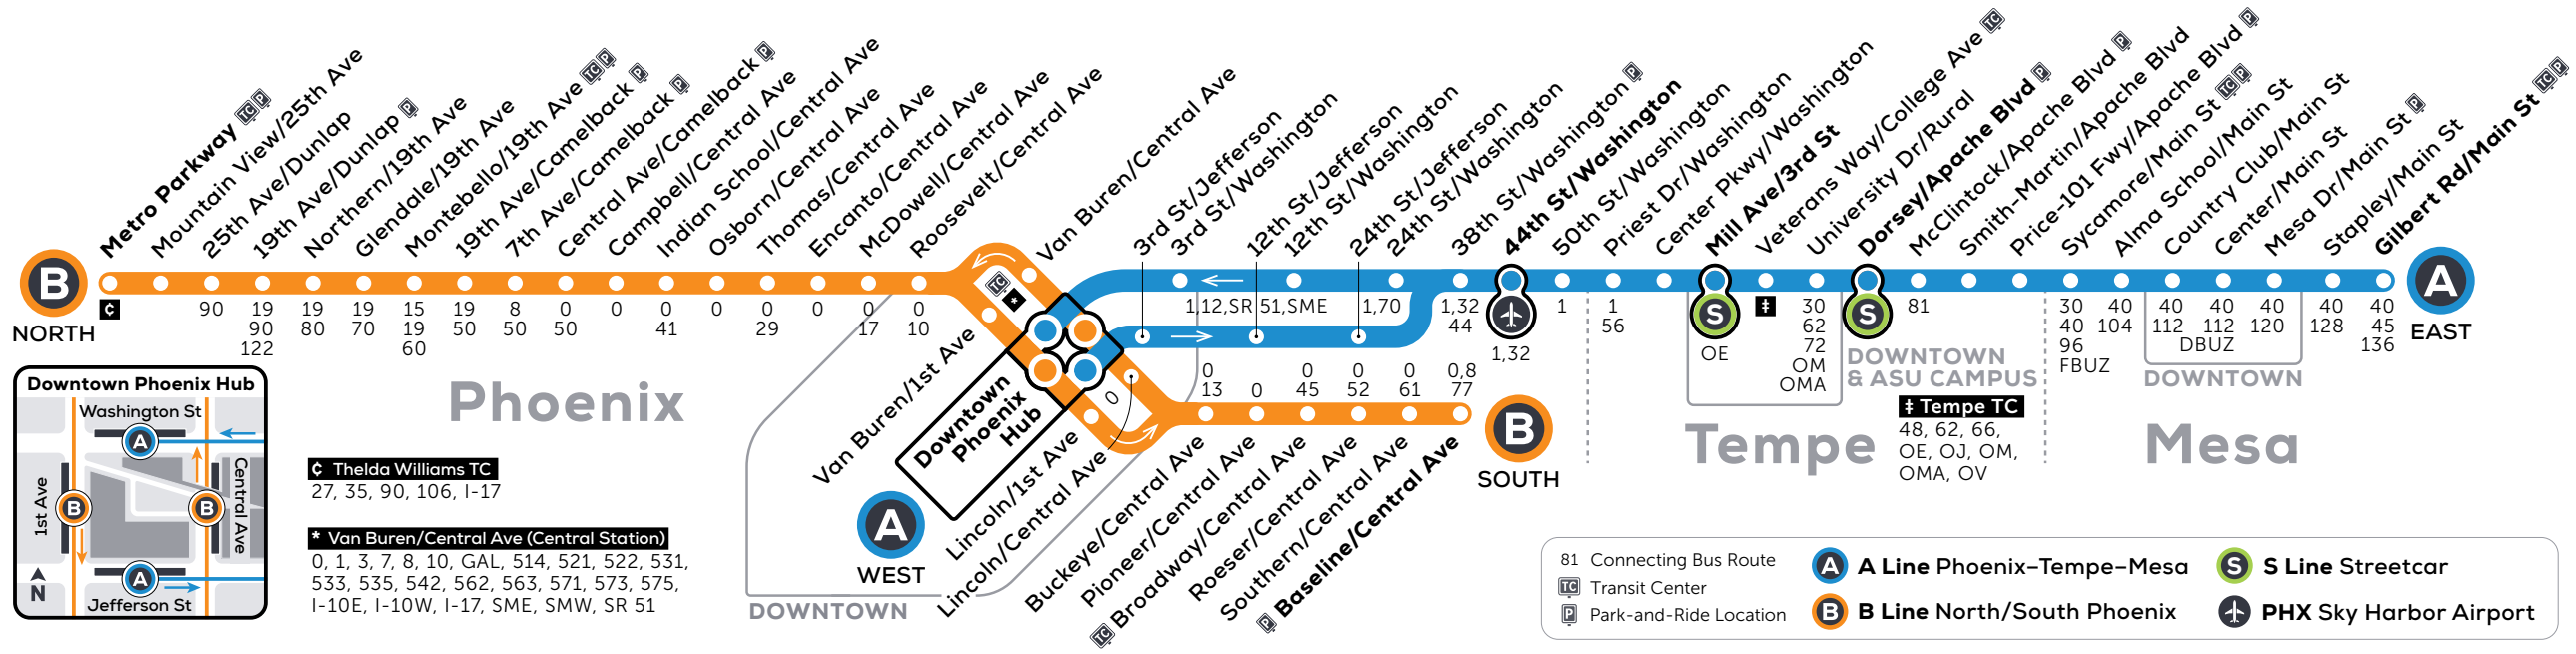 B
NORTH
Metro Parkway TC P
Mountain View/25th Ave
25th Ave/Dunlap
19th Ave/Dunlap P
Northern/19th Ave
Glendale/19th Ave
Montebello/19th Ave TC P
19th Ave/Camelback P
7th Ave/Camelback P
Central Ave/Camelback P
Campbell/Central Ave
Indian School/Central Ave
Osborn/Central Ave
Thomas/Central Ave
Encanto/Central Ave
McDowell/Central Ave
Roosevelt/Central Ave
Van Buren/Central Ave
3rd St/Jefferson
3rd St/Washington
12th St/Jefferson
12th St/Washington
24th St/Jefferson
24th St/Washington
38th St/Washington P
44th St/Washington
50th St/Washington
Priest Dr/Washington
Center Pkwy/Washington
Mill Ave/3rd St
Veterans Way/College Ave TC
University Dr/Rural
Dorsey/Apache Blvd P
McClintock/Apache Blvd P
Smith-Martin/Apache Blvd
Price-101 Fwy/Apache Blvd P
Sycamore/Main St TC P
Alma School/Main St
Country Club/Main St
Center/Main St
Mesa Dr/Main St P
Stapley/Main St
Gilbert Rd/Main St TC P
A
EAST
¢
90
19
90
122
19
80
19
70
15
19
60
19
50
8
50
0
50
0
0
41
0
0
29
0
0
17
0
10
TC
*
1,12,SR 51,SME
1,70
1,32
44
1,32
1
1
56
S
OE
‡
30
62
72
OM
OMA
S
81
30
40
96
FBUZ
40
104
40
112
40
112
DBUZ
40
120
40
128
40
45
136
Phoenix
Van Buren/1st Ave
Downtown
Phoenix
Hub
0
0
13
0
0
45
0
52
0
61
0,8
77
B
SOUTH
A
WEST
Lincoln/1st Ave
Lincoln/Central Ave
Buckeye/Central Ave
Pioneer/Central Ave
TC Broadway/Central Ave
Roeser/Central Ave
Southern/Central Ave
P Baseline/Central Ave
DOWNTOWN
Tempe
DOWNTOWN
& ASU CAMPUS
‡ Tempe TC
48, 62, 66,
OE, OJ, OM,
OMA, OV
DOWNTOWN
Mesa
Downtown Phoenix Hub
Washington St
A
1st Ave
B
B
Central Ave
A
N
Jefferson St
¢ Thelda Williams TC
27, 35, 90, 106, I-17
* Van Buren/Central Ave (Central Station)
0, 1, 3, 7, 8, 10, GAL, 514, 521, 522, 531,
533, 535, 542, 562, 563, 571, 573, 575,
I-10E, I-10W, I-17, SME, SMW, SR 51
81 Connecting Bus Route
TC Transit Center
P Park-and-Ride Location
A A Line Phoenix–Tempe–Mesa
B B Line North/South Phoenix
S S Line Streetcar
PHX Sky Harbor Airport